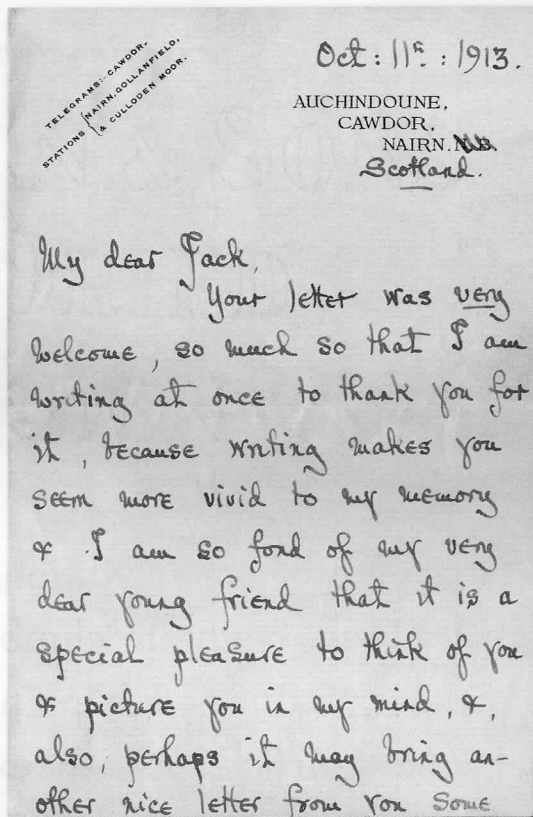 TELEGRAMS:- CAWDOR.
STATIONS { NAIRN, GOLLANFIELD,
& CULLODEN MOOR.
Oct: 11th: 1913.
AUCHINDOUNE,
CAWDOR,
NAIRN. N.B.
Scotland.
My dear Jack,
Your letter was very
welcome, so much so that I am
writing at once to thank you for
it, because writing makes you
seem more vivid to my memory
& I am so fond of my very
dear young friend that it is a
special pleasure to think of you
& picture you in my mind, &,
also, perhaps it may bring an-
other nice letter from you some